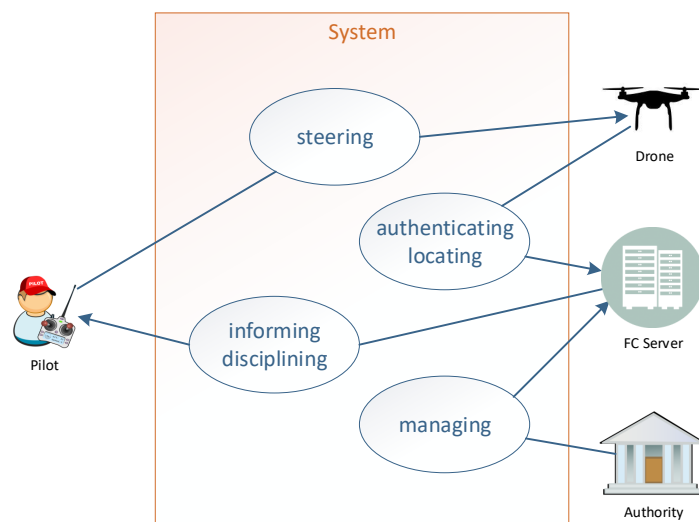 System
steering
Drone
authenticating
locating
PILOT
informing
disciplining
FC Server
Pilot
managing
Authority